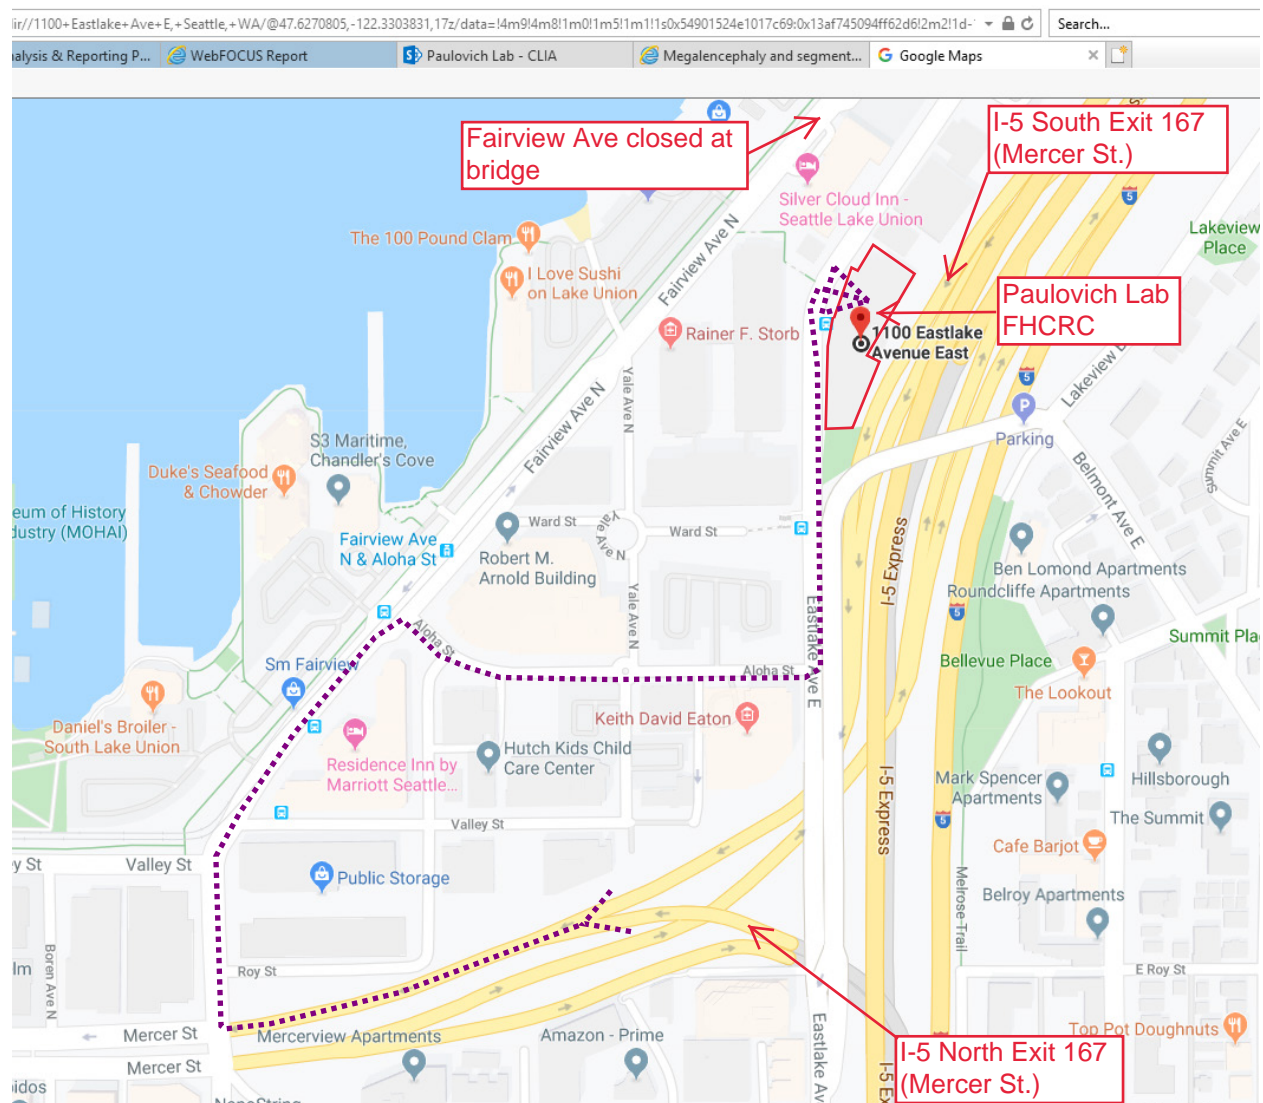 ir//1100+Eastlake+Ave+E,+Seattle,+WA/@47.6270805,-122.3303831,17z/data=!4m9!4m8!1m0!1m5!1m1!1s0x54901524e1017c69:0x13af745094ff62d6!2m2!1d-
Search...
nalysis & Reporting P...
WebFOCUS Report
Paulovich Lab - CLIA
Megalencephaly and segment...
Google Maps
Fairview Ave closed at
bridge
I-5 South Exit 167
(Mercer St.)
Silver Cloud Inn -
Seattle Lake Union
Lakeview
Place
The 100 Pound Clam
I Love Sushi
on Lake Union
Fairview Ave N
Paulovich Lab
FHCRC
1100 Eastlake
Avenue East
Rainer F. Storb
Yale Ave N
Fairview Ave N
5
5
P
Parking
Belmont Ave E
Summit Ave E
S3 Maritime,
Chandler's Cove
Duke's Seafood
& Chowder
eum of History
dustry (MOHAI)
Fairview Ave
N & Aloha St
Ward St
Yale Ave N
Ward St
Robert M.
Arnold Building
I-5 Express
Ben Lomond Apartments
Roundcliffe Apartments
5
Yale Ave N
Eastlake Ave E
Aloha St
Aloha St
Summit Pla
Bellevue Place
The Lookout
Sm Fairview
Daniel's Broiler -
South Lake Union
Keith David Eaton
Residence Inn by
Marriott Seattle...
Hutch Kids Child
Care Center
I-5 Express
Mark Spencer
Apartments
Hillsborough
The Summit
5
Valley St
y St
Valley St
Cafe Barjot
Public Storage
Melrose Trail
Belroy Apartments
lm
Boren Ave N
Roy St
E Roy St
Mercer St
Mercerview Apartments
Amazon - Prime
Eastlake Av
Top Pot Doughnuts
I-5 North Exit 167
(Mercer St.)
Mercer St
I-5 Ex